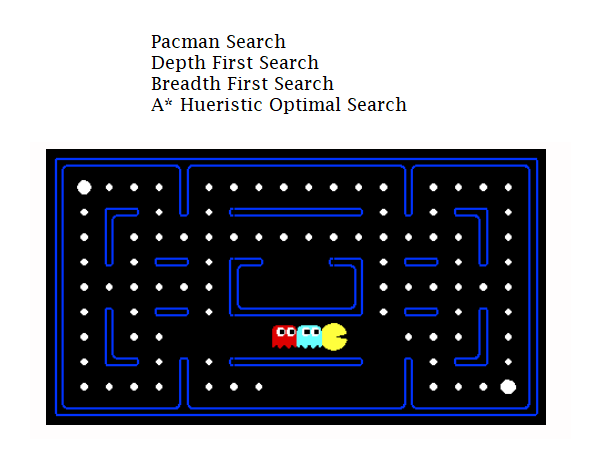 Pacman Search
Depth First Search
Breadth First Search
A* Hueristic Optimal Search